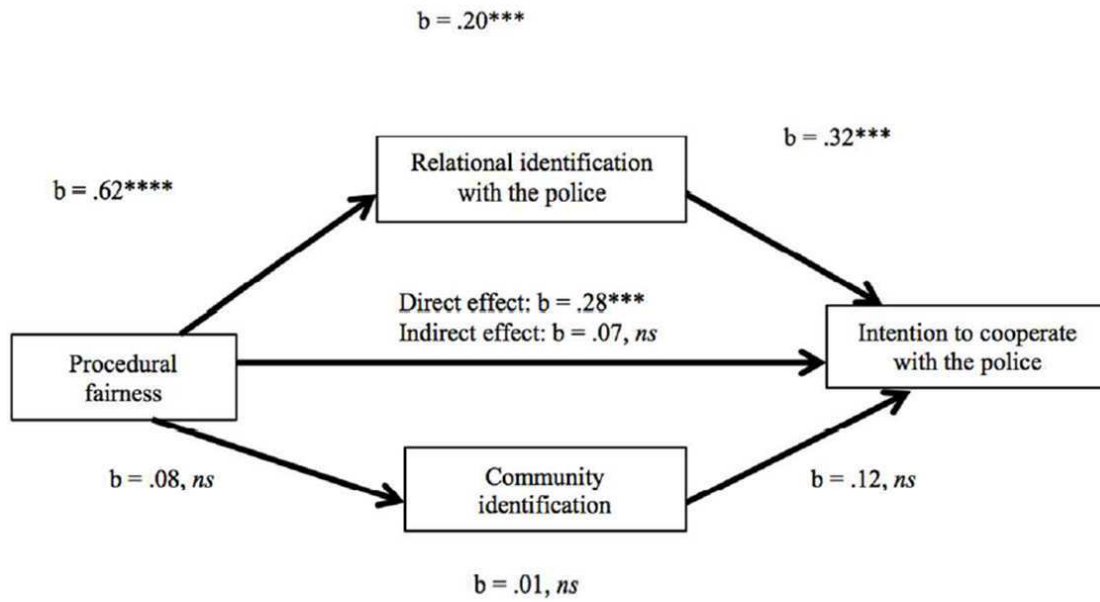 b = .20***
b = .32***
Relational identification
with the police
b = .62****
Direct effect: b = .28***
Indirect effect: b = .07, ns
Intention to cooperate
with the police
Procedural
fairness
b = .08, ns
Community
identification
b = .12, ns
b = .01, ns